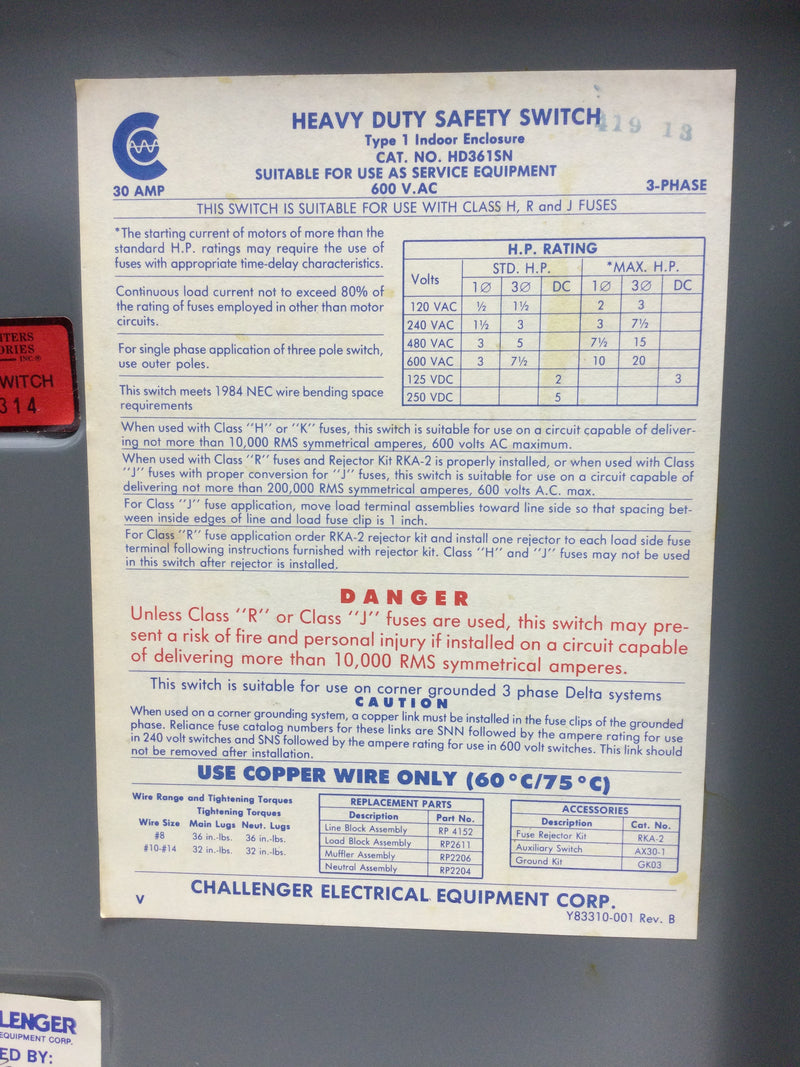 HEAVY DUTY SAFETY SWITCH
419 13
Type 1 Indoor Enclosure
CAT. NO. HD361SN
SUITABLE FOR USE AS SERVICE EQUIPMENT
30 AMP 600 V.AC 3-PHASE
THIS SWITCH IS SUITABLE FOR USE WITH CLASS H, R and J FUSES
*The starting current of motors of more than the
standard H.P. ratings may require the use of
fuses with appropriate time-delay characteristics.
Continuous load current not to exceed 80% of
the rating of fuses employed in other than motor
circuits.
For single phase application of three pole switch,
use outer poles.
This switch meets 1984 NEC wire bending space
requirements
H.P. RATING
Volts STD. H.P. *MAX. H.P.
1Ø 3Ø DC 1Ø 3Ø DC
120 VAC ½ 1½ 2 3
240 VAC 1½ 3 3 7½
480 VAC 3 5 7½ 15
600 VAC 3 7½ 10 20
125 VDC 2 3
250 VDC 5
When used with Class "H" or "K" fuses, this switch is suitable for use on a circuit capable of deliver-
ing not more than 10,000 RMS symmetrical amperes, 600 volts AC maximum.
When used with Class "R" fuses and Rejector Kit RKA-2 is properly installed, or when used with Class
"J" fuses with proper conversion for "J" fuses, this switch is suitable for use on a circuit capable of
delivering not more than 200,000 RMS symmetrical amperes, 600 volts A.C. max.
For Class "J" fuse application, move load terminal assemblies toward line side so that spacing bet-
ween inside edges of line and load fuse clip is 1 inch.
For Class "R" fuse application order RKA-2 rejector kit and install one rejector to each load side fuse
terminal following instructions furnished with rejector kit. Class "H" and "J" fuses may not be used
in this switch after rejector is installed.
DANGER
Unless Class "R" or Class "J" fuses are used, this switch may pre-
sent a risk of fire and personal injury if installed on a circuit capable
of delivering more than 10,000 RMS symmetrical amperes.
This switch is suitable for use on corner grounded 3 phase Delta systems
CAUTION
When used on a corner grounding system, a copper link must be installed in the fuse clips of the grounded
phase. Reliance fuse catalog numbers for these links are SNN followed by the ampere rating for use
in 240 volt switches and SNS followed by the ampere rating for use in 600 volt switches. This link should
not be removed after installation.
USE COPPER WIRE ONLY (60°C/75°C)
Wire Range and Tightening Torques
Tightening Torques
Wire Size Main Lugs Neut. Lugs
#8 36 in.-lbs. 36 in.-lbs.
#10-#14 32 in.-lbs. 32 in.-lbs.
REPLACEMENT PARTS
Description Part No.
Line Block Assembly RP 4152
Load Block Assembly RP2611
Muffler Assembly RP2206
Neutral Assembly RP2204
ACCESSORIES
Description Cat. No.
Fuse Rejector Kit RKA-2
Auxiliary Switch AX30-1
Ground Kit GK03
CHALLENGER ELECTRICAL EQUIPMENT CORP.
V
Y83310-001 Rev. B
ITERS
ORIES
INC.®
WITCH
314
LENGER
EQUIPMENT CORP.
ED BY: